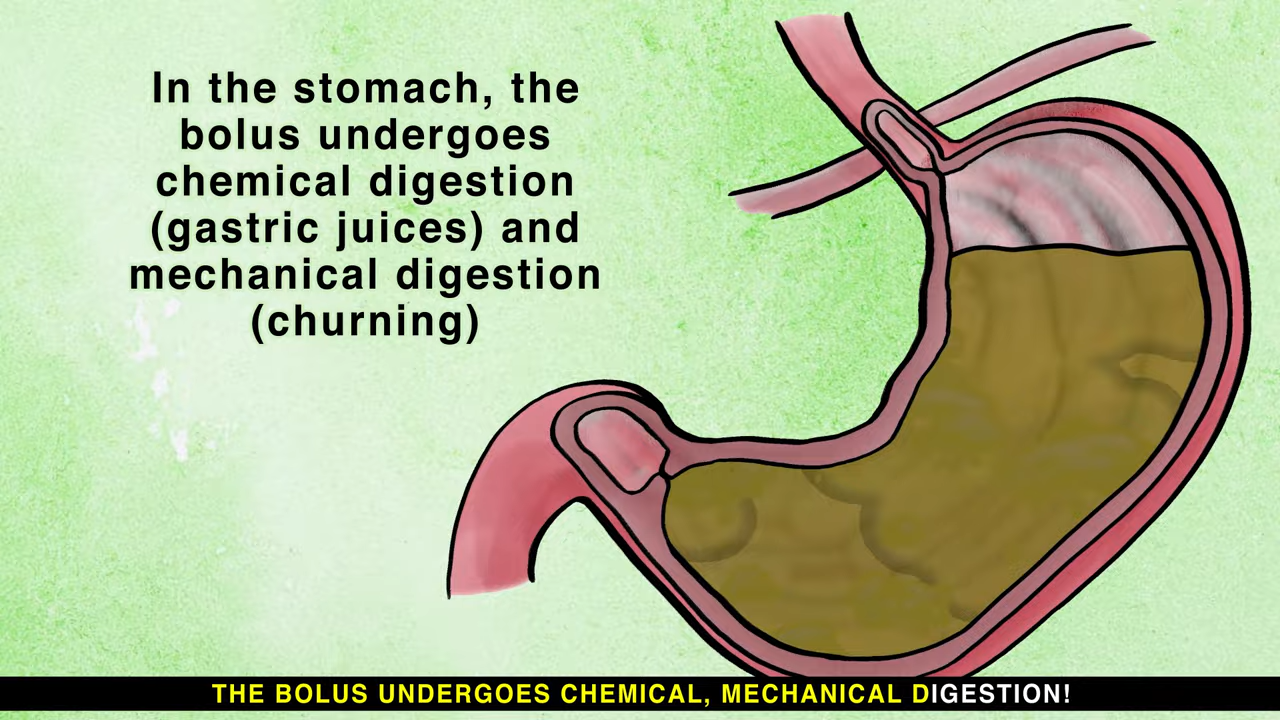 In the stomach, the
bolus undergoes
chemical digestion
(gastric juices) and
mechanical digestion
(churning)
THE BOLUS UNDERGOES CHEMICAL, MECHANICAL DIGESTION!